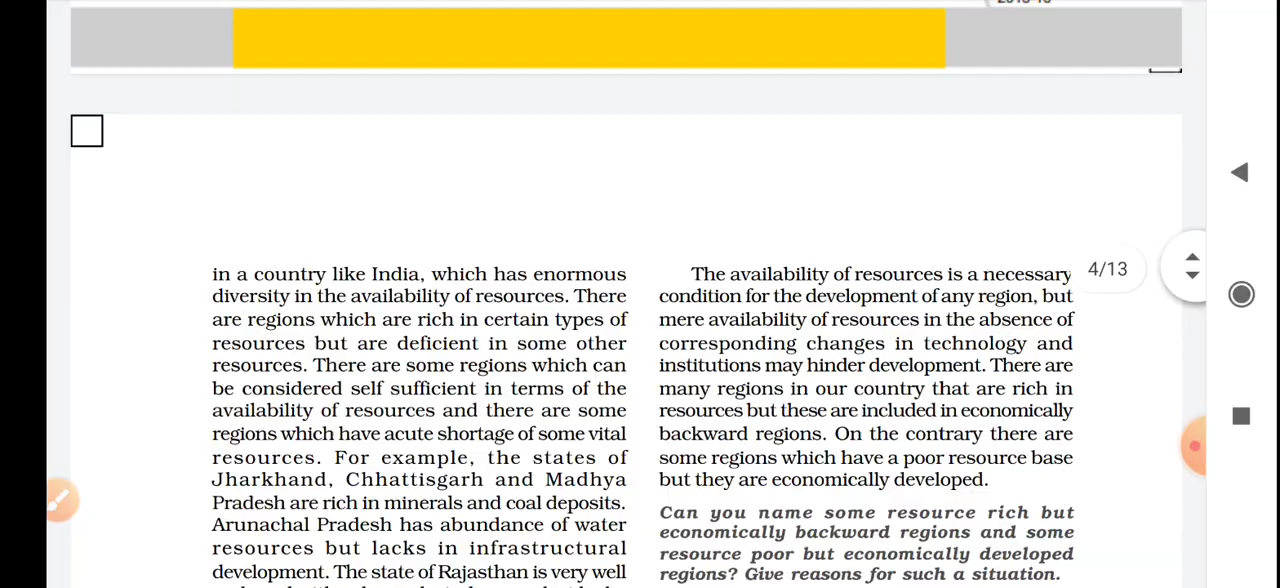 in a country like India, which has enormous
diversity in the availability of resources. There
are regions which are rich in certain types of
resources but are deficient in some other
resources. There are some regions which can
be considered self sufficient in terms of the
availability of resources and there are some
regions which have acute shortage of some vital
resources. For example, the states of
Jharkhand, Chhattisgarh and Madhya
Pradesh are rich in minerals and coal deposits.
Arunachal Pradesh has abundance of water
resources but lacks in infrastructural
development. The state of Rajasthan is very well
The availability of resources is a necessary
condition for the development of any region, but
mere availability of resources in the absence of
corresponding changes in technology and
institutions may hinder development. There are
many regions in our country that are rich in
resources but these are included in economically
backward regions. On the contrary there are
some regions which have a poor resource base
but they are economically developed.
Can you name some resource rich but
economically backward regions and some
resource poor but economically developed
regions? Give reasons for such a situation.
4/13